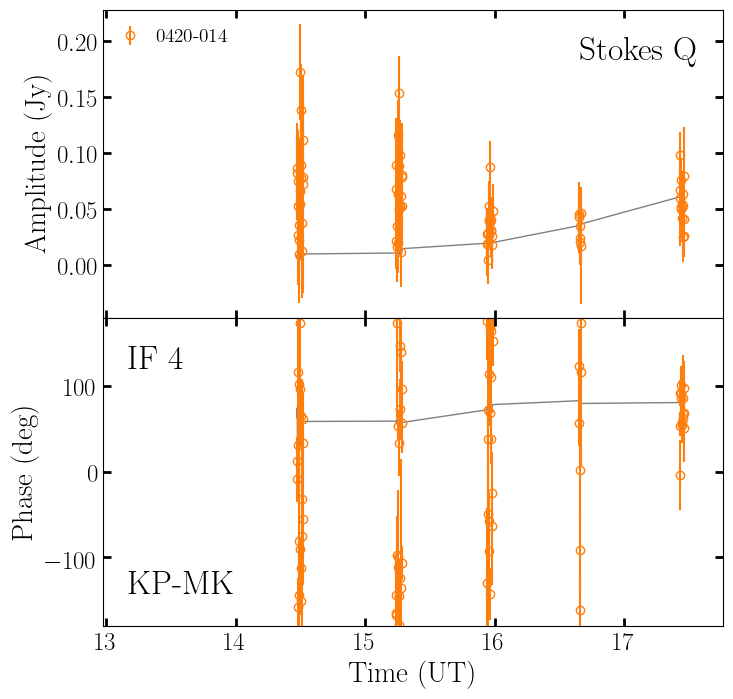 0420-014
Stokes Q
0.20
0.15
0.10
0.05
0.00
Amplitude (Jy)
IF 4
100
0
−100
Phase (deg)
KP-MK
13 14 15 16 17
Time (UT)